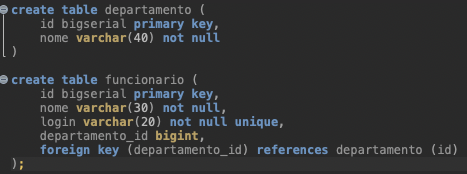 create table departamento (
id bigserial primary key,
nome varchar(40) not null
)
create table funcionario (
id bigserial primary key,
nome varchar(30) not null,
login varchar(20) not null unique,
departamento_id bigint,
foreign key (departamento_id) references departamento (id)
);